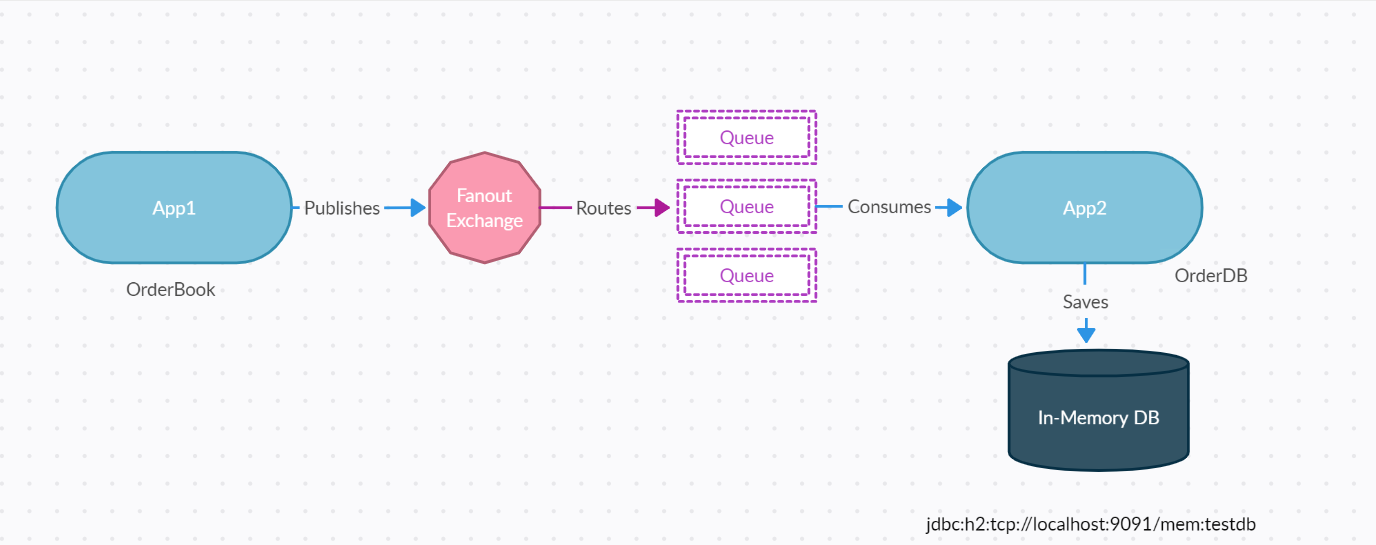 Queue
App1
Publishes
Fanout
Exchange
Routes
Queue
Consumes
App2
Queue
OrderBook
OrderDB
Saves
In-Memory DB
jdbc:h2:tcp://localhost:9091/mem:testdb